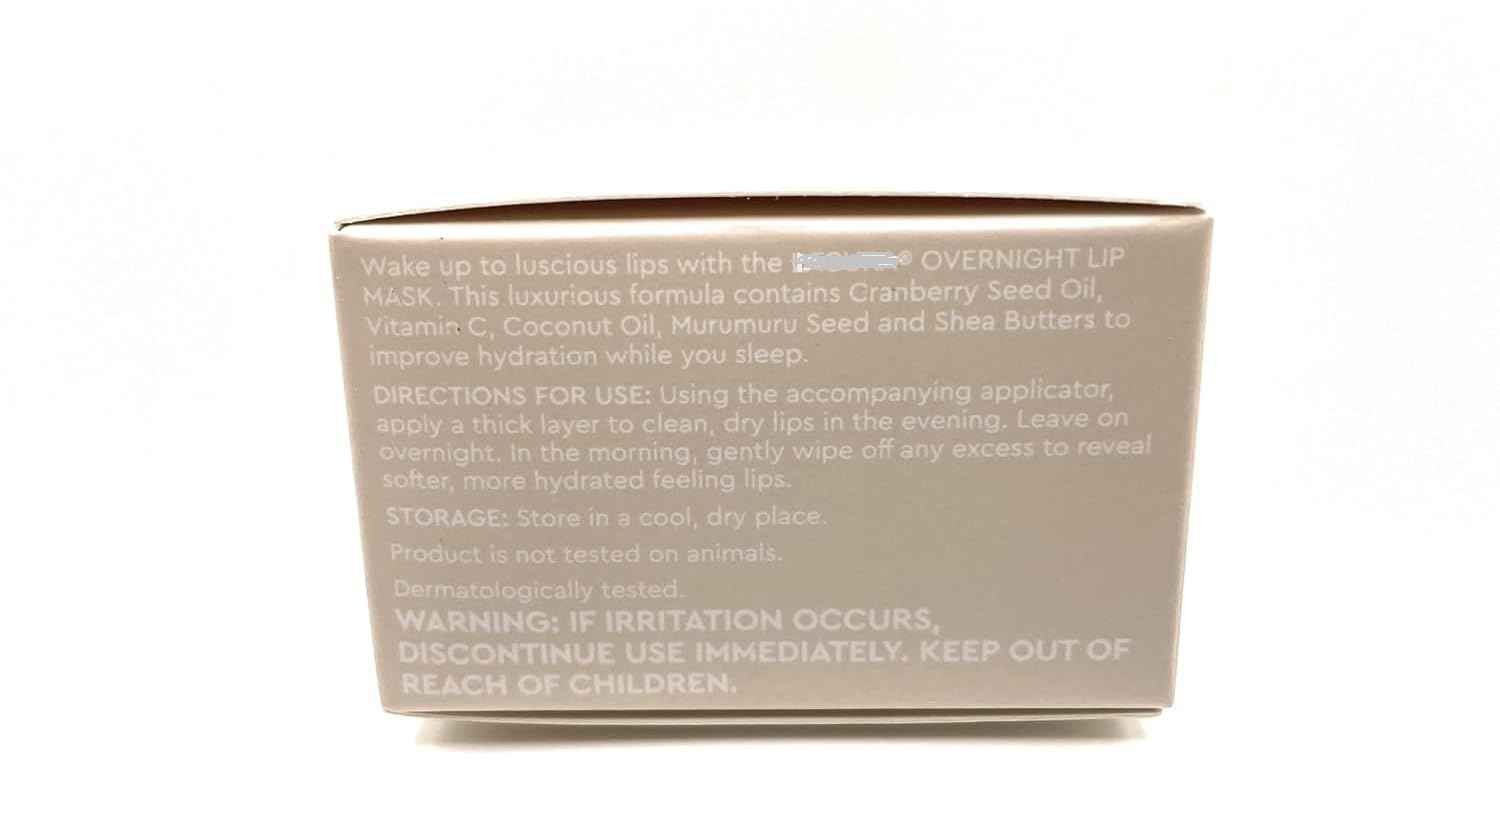 Wake up to luscious lips with the ® OVERNIGHT LIP
MASK. This luxurious formula contains Cranberry Seed Oil,
Vitamin C, Coconut Oil, Murumuru Seed and Shea Butters to
improve hydration while you sleep.
DIRECTIONS FOR USE: Using the accompanying applicator,
apply a thick layer to clean, dry lips in the evening. Leave on
overnight. In the morning, gently wipe off any excess to reveal
softer, more hydrated feeling lips.
STORAGE: Store in a cool, dry place.
Product is not tested on animals.
Dermatologically tested.
WARNING: IF IRRITATION OCCURS,
DISCONTINUE USE IMMEDIATELY. KEEP OUT OF
REACH OF CHILDREN.